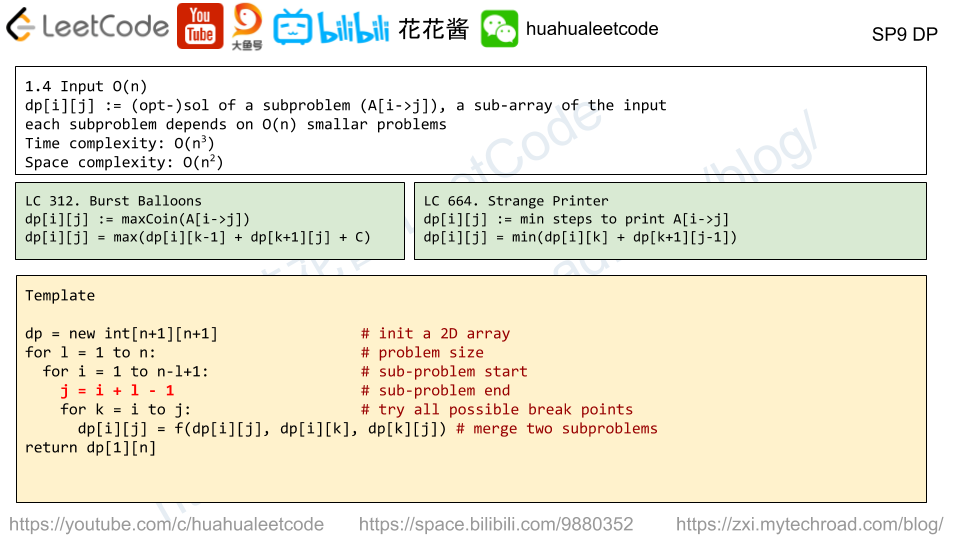 LeetCode You Tube 大鱼号 bilibili 花花酱 huahualeetcode
SP9 DP
1.4 Input O(n)
dp[i][j] := (opt-)sol of a subproblem (A[i->j]), a sub-array of the input
each subproblem depends on O(n) smallar problems
Time complexity: O(n³)
Space complexity: O(n²)
LC 312. Burst Balloons
dp[i][j] := maxCoin(A[i->j])
dp[i][j] = max(dp[i][k-1] + dp[k+1][j] + C)
LC 664. Strange Printer
dp[i][j] := min steps to print A[i->j]
dp[i][j] = min(dp[i][k] + dp[k+1][j-1])
Template
dp = new int[n+1][n+1] # init a 2D array
for l = 1 to n: # problem size
for i = 1 to n-l+1: # sub-problem start
j = i + l - 1 # sub-problem end
for k = i to j: # try all possible break points
dp[i][j] = f(dp[i][j], dp[i][k], dp[k][j]) # merge two subproblems
return dp[1][n]
https://youtube.com/c/huahualeetcode https://space.bilibili.com/9880352 https://zxi.mytechroad.com/blog/